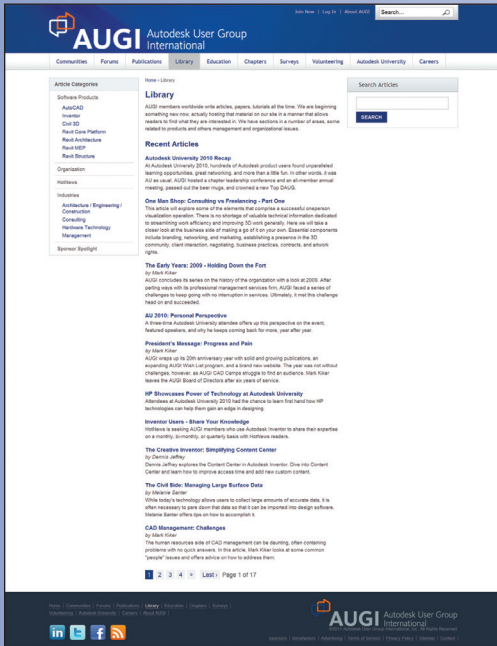 Join Now | Log In | About AUGI
Search...
AUGI Autodesk User Group
International
Communities Forums Publications Library Education Chapters Surveys Volunteering Autodesk University Careers
Article Categories
Software Products
AutoCAD
Inventor
Civil 3D
Revit Core Platform
Revit Architecture
Revit MEP
Revit Structure
Organization
HotNews
Industries
Architecture / Engineering /
Construction
Consulting
Hardware Technology
Management
Sponsor Spotlight
Home › Library
Library
AUGI members worldwide write articles, papers, tutorials all the time. We are beginning
something new now, actually hosting that material on our site in a manner that allows
readers to find what they are interested in. We have sections in a number of areas, some
related to products and others management and organizational issues.
Recent Articles
Autodesk University 2010 Recap
At Autodesk University 2010, hundreds of Autodesk product users found unparalleled
learning opportunities, great networking, and more than a little fun. In other words, it was
AU as usual. AUGI hosted a chapter leadership conference and an all-member annual
meeting, passed out the beer mugs, and crowned a new Top DAUG.
One Man Shop: Consulting vs Freelancing - Part One
This article will explore some of the elements that comprise a successful oneperson
visualization operation. There is no shortage of valuable technical information dedicated
to streamlining work efficiency and improving 3D work generally. Here we will take a
closer look at the business side of making a go of it on your own. Essential components
include branding, networking, and marketing, establishing a presence in the 3D
community, client interaction, negotiating, business practices, contracts, and artwork
rights.
The Early Years: 2009 - Holding Down the Fort
by Mark Kiker
AUGI concludes its series on the history of the organization with a look at 2009. After
parting ways with its professional management services firm, AUGI faced a series of
challenges to keep going with no interruption in services. Ultimately, it met this challenge
head on and succeeded.
AU 2010: Personal Perspective
A three-time Autodesk University attendee offers up this perspective on the event,
featured speakers, and why he keeps coming back for more, year after year.
President's Message: Progress and Pain
by Mark Kiker
AUGI wraps up its 20th anniversary year with solid and growing publications, an
expanding AUGI Wish List program, and a brand new website. The year was not without
challenges, however, as AUGI CAD Camps struggle to find an audience. Mark Kiker
leaves the AUGI Board of Directors after six years of service.
HP Showcases Power of Technology at Autodesk University
Attendees at Autodesk University 2010 had the chance to learn first hand how HP
technologies can help them gain an edge in designing.
Inventor Users - Share Your Knowledge
HotNews is seeking AUGI members who use Autodesk Inventor to share their expertise
on a monthly, bi-monthly, or quarterly basis with HotNews readers.
The Creative Inventor: Simplifying Content Center
by Dennis Jeffrey
Dennis Jeffrey explores the Content Center in Autodesk Inventor. Dive into Content
Center and learn how to improve access time and add new custom content.
The Civil Side: Managing Large Surface Data
by Melanie Santer
While today's technology allows users to collect large amounts of accurate data, it is
often necessary to pare down that data so that it can be imported into design software.
Melanie Santer offers tips on how to accomplish it.
CAD Management: Challenges
by Mark Kiker
The human resources side of CAD management can be daunting, often containing
problems with no quick answers. In this article, Mark Kiker looks at some common
"people" issues and offers advice on how to address them.
1 2 3 4 > Last › Page 1 of 17
Search Articles
SEARCH
Home | Communities | Forums | Publications | Library | Education | Chapters | Surveys |
Volunteering | Autodesk University | Careers | About AUGI |
AUGI Autodesk User Group
International
Sponsors | Benefactors | Advertising | Terms of Service | Privacy Policy | Sitemap | Contact |